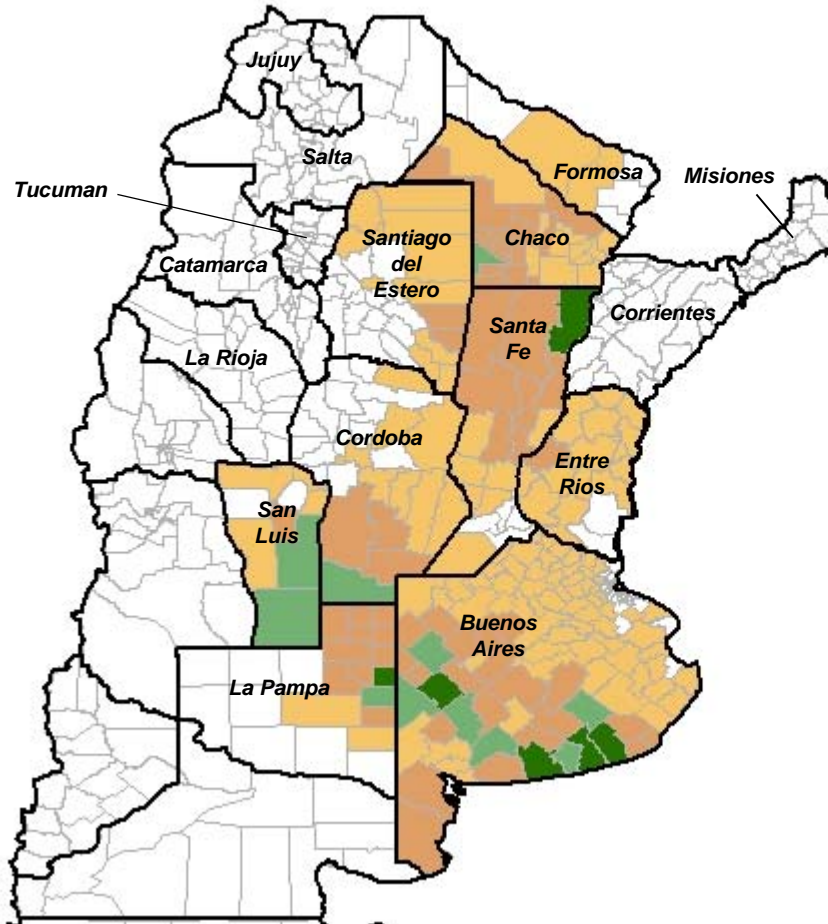 Jujuy
Salta
Formosa
Misiones
Tucuman
Santiago
del
Estero
Chaco
Catamarca
Corrientes
Santa
Fe
La Rioja
Cordoba
Entre
Rios
San
Luis
Buenos
Aires
La Pampa